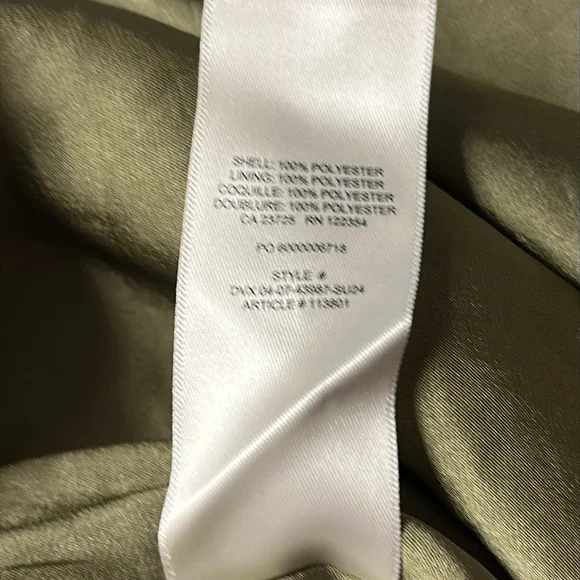 SHELL: 100% POLYESTER
LINING: 100% POLYESTER
COQUILLE: 100% POLYESTER
DOUBLURE: 100% POLYESTER
CA 23725 RN 122354
PO 6000006718
STYLE #
DVX 04-07-43987-SU24
ARTICLE # 113601